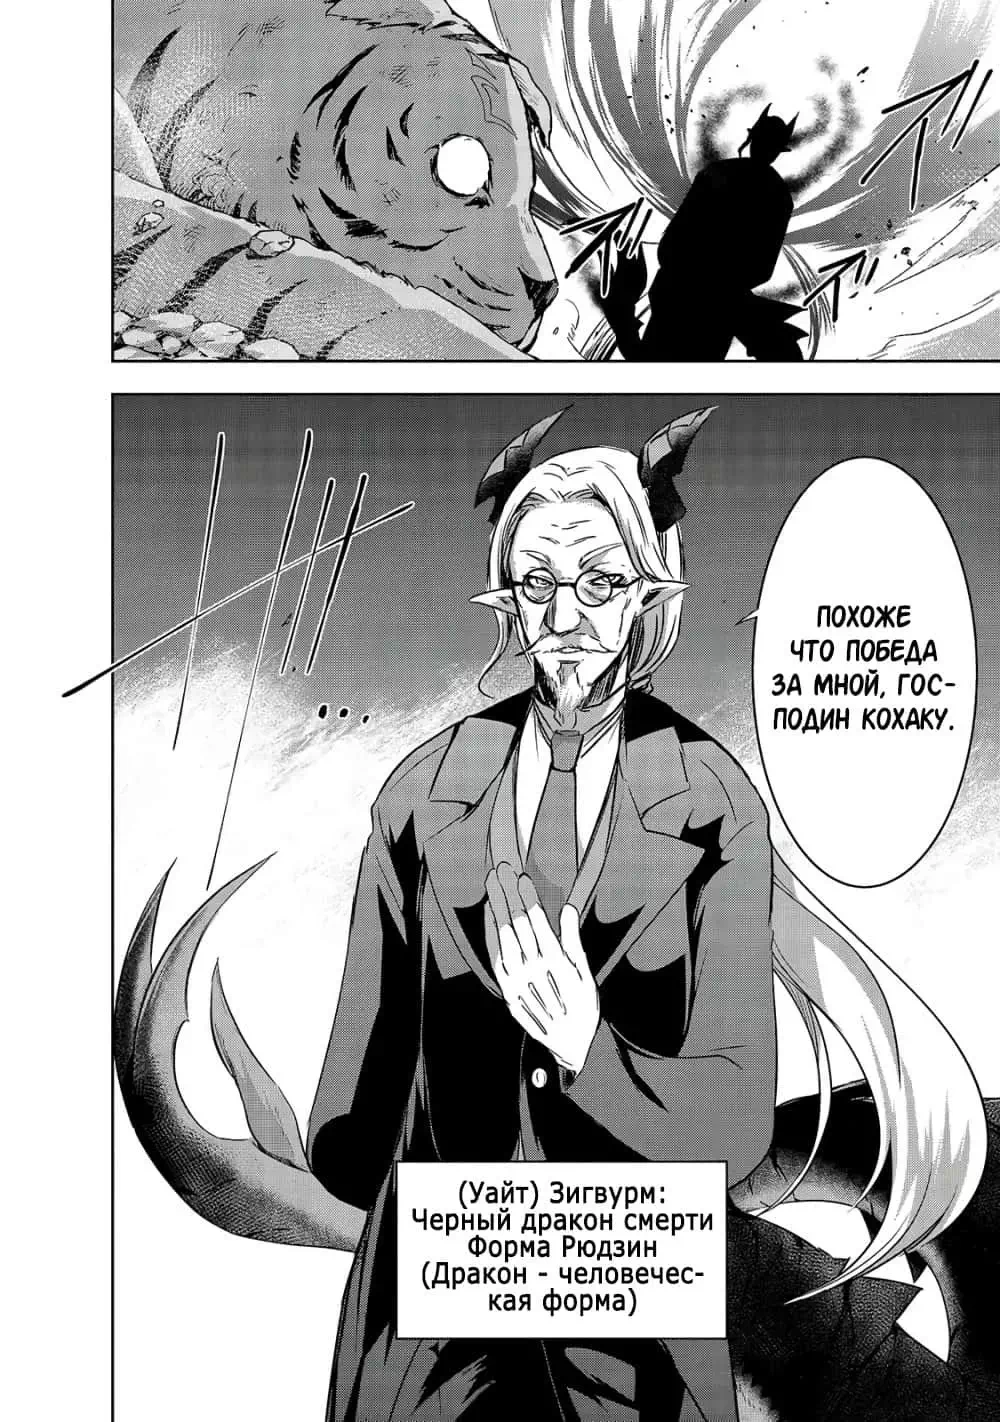 ПОХОЖЕ
ЧТО ПОБЕДА
ЗА МНОЙ, ГОС-
ПОДИН КОХАКУ.
...
(Уайт) Зигвурм:
Черный дракон смерти
Форма Рюдзин
(Дракон - человечес-
кая форма)